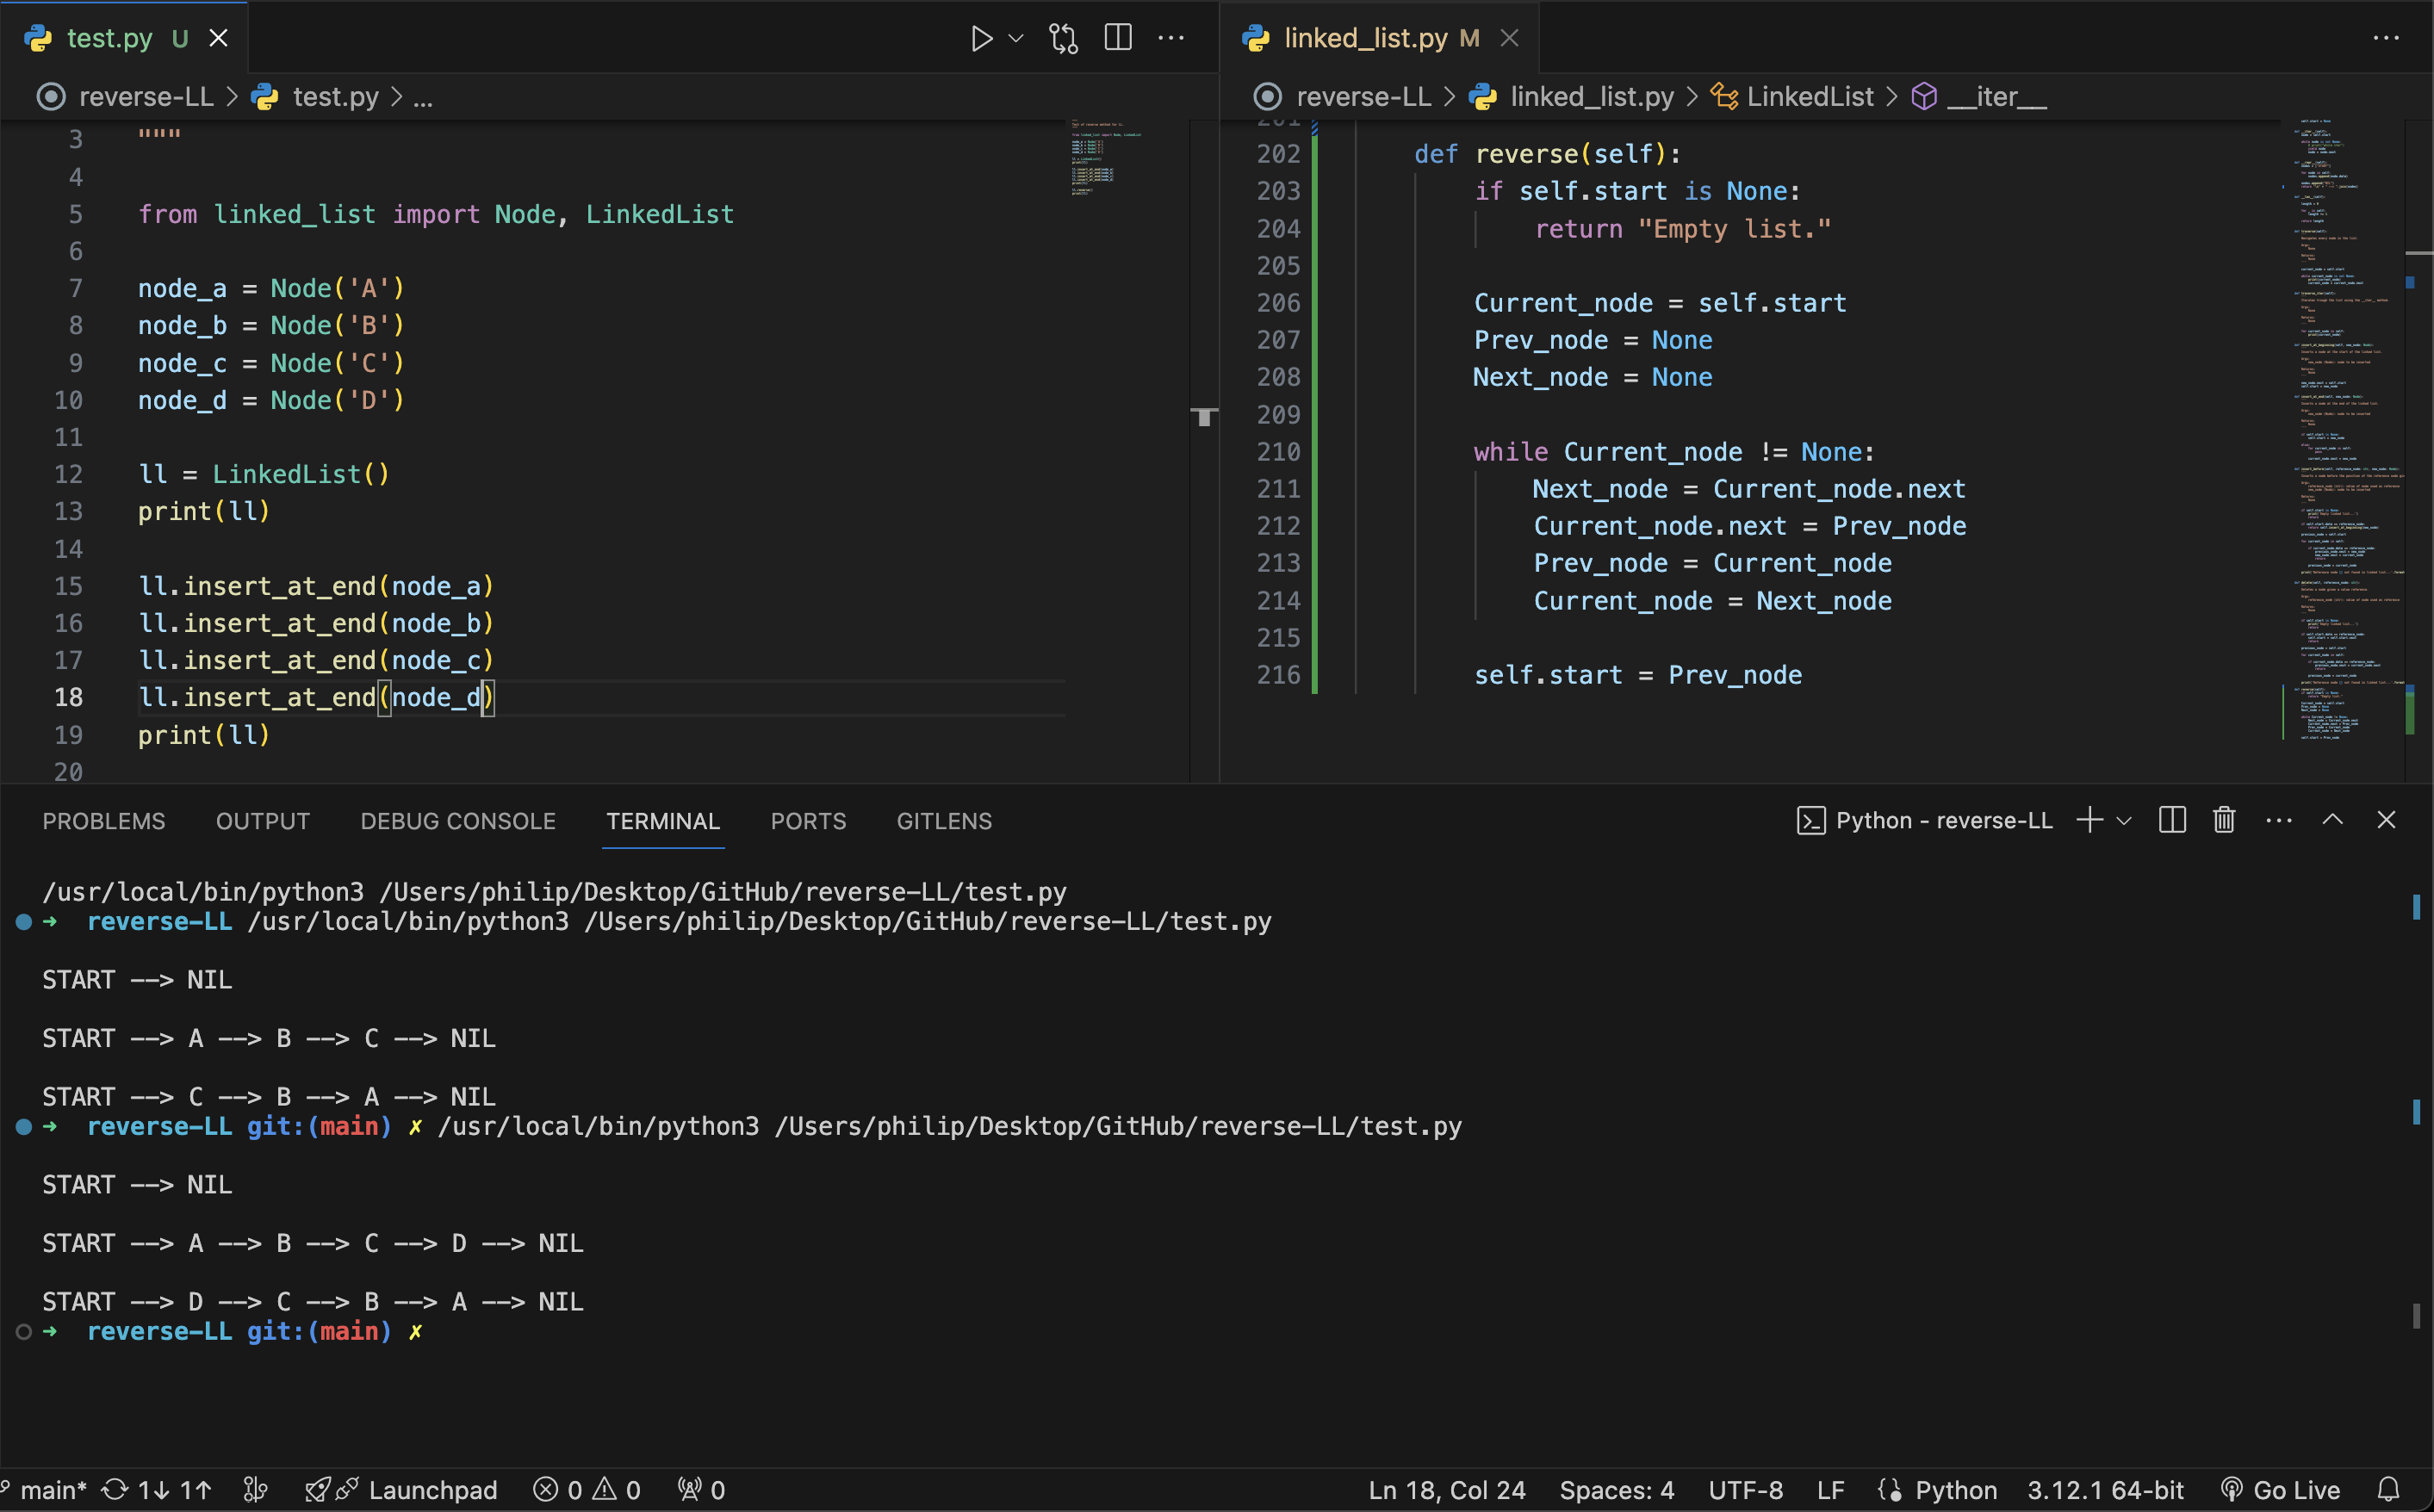 test.py U
reverse-LL > test.py > ...
3 """
4
5 from linked_list import Node, LinkedList
6
7 node_a = Node('A')
8 node_b = Node('B')
9 node_c = Node('C')
10 node_d = Node('D')
11
12 ll = LinkedList()
13 print(ll)
14
15 ll.insert_at_end(node_a)
16 ll.insert_at_end(node_b)
17 ll.insert_at_end(node_c)
18 ll.insert_at_end(node_d)
19 print(ll)
20
linked_list.py M
reverse-LL > linked_list.py > LinkedList > __iter__
201
202 def reverse(self):
203 if self.start is None:
204 return "Empty list."
205
206 Current_node = self.start
207 Prev_node = None
208 Next_node = None
209
210 while Current_node != None:
211 Next_node = Current_node.next
212 Current_node.next = Prev_node
213 Prev_node = Current_node
214 Current_node = Next_node
215
216 self.start = Prev_node
PROBLEMS OUTPUT DEBUG CONSOLE TERMINAL PORTS GITLENS Python - reverse-LL
/usr/local/bin/python3 /Users/philip/Desktop/GitHub/reverse-LL/test.py
➜ reverse-LL /usr/local/bin/python3 /Users/philip/Desktop/GitHub/reverse-LL/test.py
START --> NIL
START --> A --> B --> C --> NIL
START --> C --> B --> A --> NIL
➜ reverse-LL git:(main) ✗ /usr/local/bin/python3 /Users/philip/Desktop/GitHub/reverse-LL/test.py
START --> NIL
START --> A --> B --> C --> D --> NIL
START --> D --> C --> B --> A --> NIL
➜ reverse-LL git:(main) ✗
main* 1↓ 1↑ Launchpad 0 0 0 Ln 18, Col 24 Spaces: 4 UTF-8 LF Python 3.12.1 64-bit Go Live